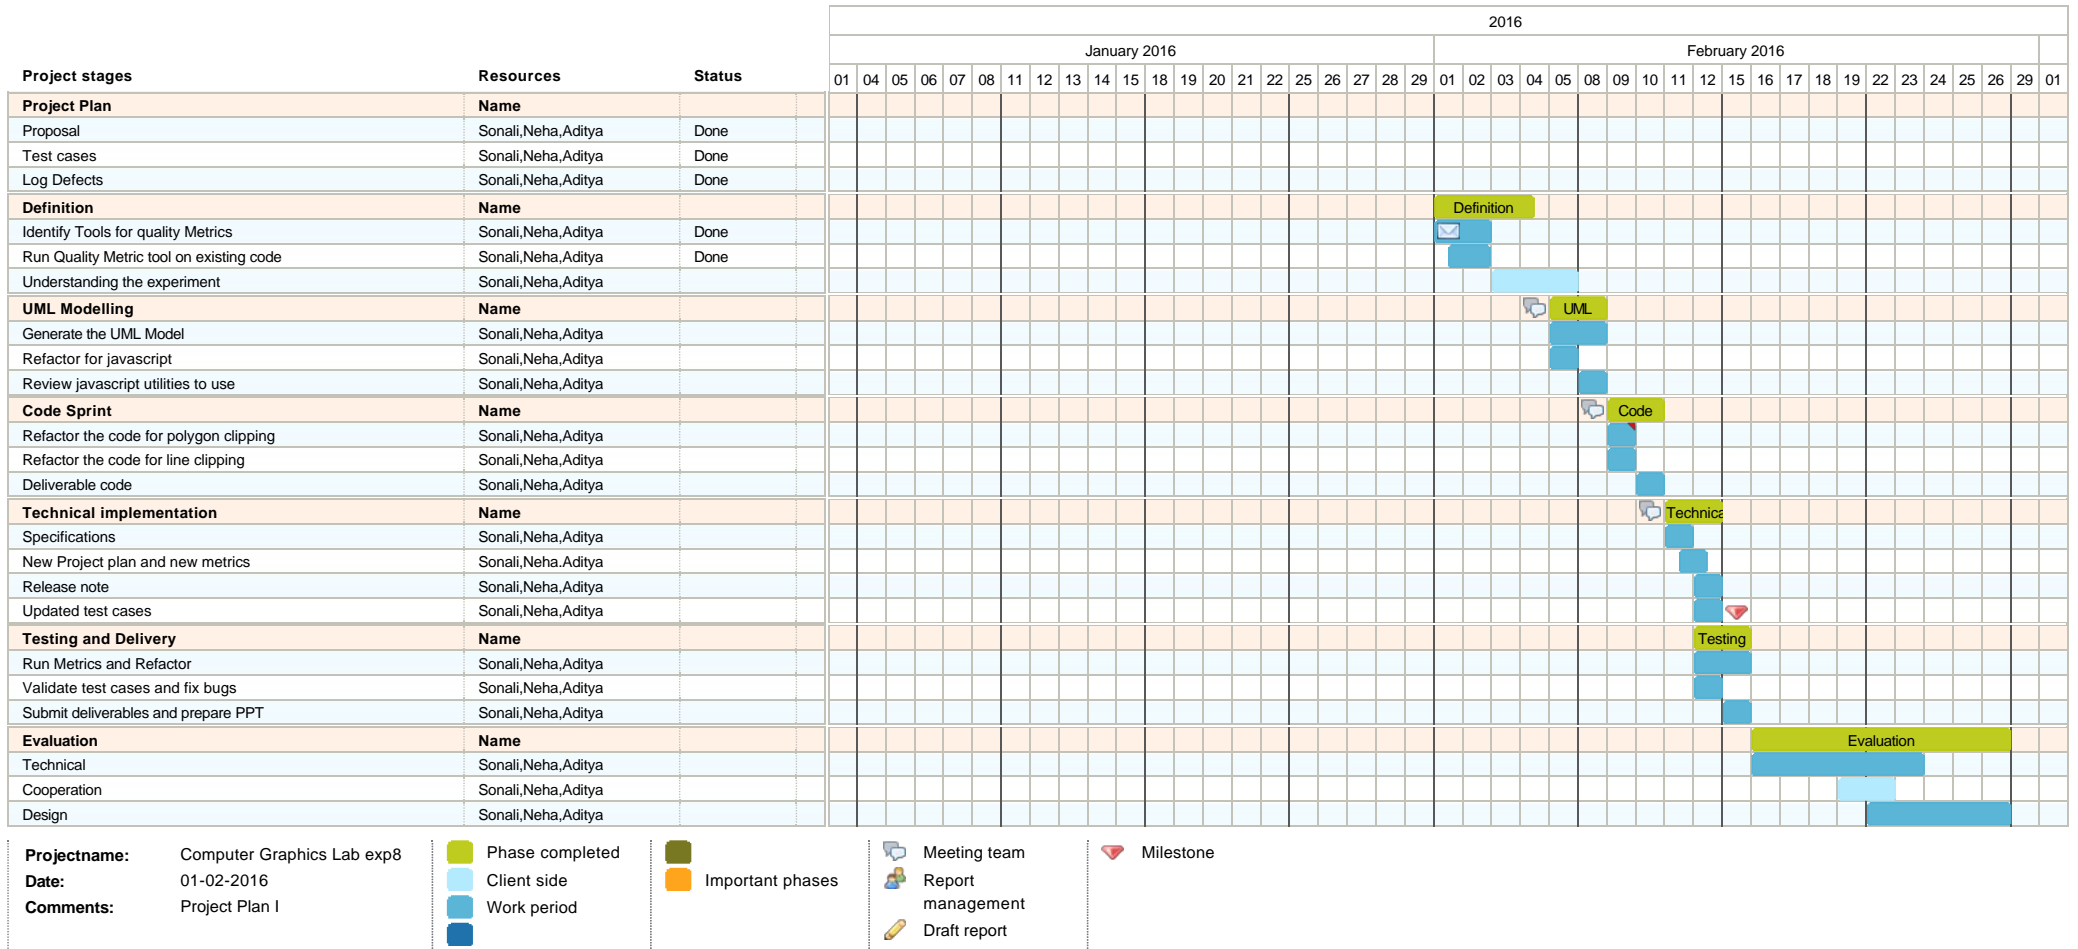 2016
January 2016 February 2016
Project stages Resources Status 01 04 05 06 07 08 11 12 13 14 15 18 19 20 21 22 25 26 27 28 29 01 02 03 04 05 08 09 10 11 12 15 16 17 18 19 22 23 24 25 26 29 01
Project Plan Name
Proposal Sonali,Neha,Aditya Done
Test cases Sonali,Neha,Aditya Done
Log Defects Sonali,Neha,Aditya Done
Definition Name Definition
Identify Tools for quality Metrics Sonali,Neha,Aditya Done
Run Quality Metric tool on existing code Sonali,Neha,Aditya Done
Understanding the experiment Sonali,Neha,Aditya
UML Modelling Name UML
Generate the UML Model Sonali,Neha,Aditya
Refactor for javascript Sonali,Neha,Aditya
Review javascript utilities to use Sonali,Neha,Aditya
Code Sprint Name Code
Refactor the code for polygon clipping Sonali,Neha,Aditya
Refactor the code for line clipping Sonali,Neha,Aditya
Deliverable code Sonali,Neha,Aditya
Technical implementation Name Technica
Specifications Sonali,Neha,Aditya
New Project plan and new metrics Sonali,Neha.Aditya
Release note Sonali,Neha,Aditya
Updated test cases Sonali,Neha,Aditya
Testing and Delivery Name Testing
Run Metrics and Refactor Sonali,Neha,Aditya
Validate test cases and fix bugs Sonali,Neha,Aditya
Submit deliverables and prepare PPT Sonali,Neha,Aditya
Evaluation Name Evaluation
Technical Sonali,Neha,Aditya
Cooperation Sonali,Neha,Aditya
Design Sonali,Neha,Aditya
Projectname: Computer Graphics Lab exp8
Date: 01-02-2016
Comments: Project Plan I
Phase completed
Client side
Work period
Important phases
Meeting team
Report
management
Draft report
Milestone